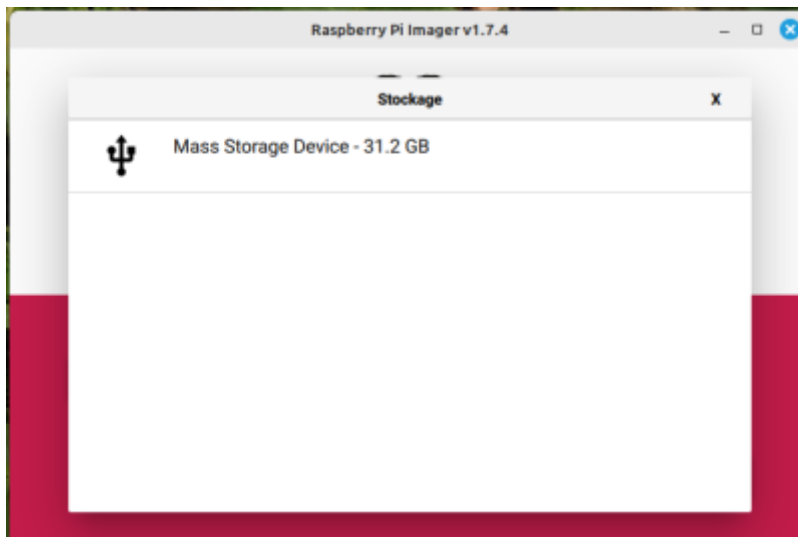 Raspberry Pi Imager v1.7.4
Stockage X
Mass Storage Device - 31.2 GB